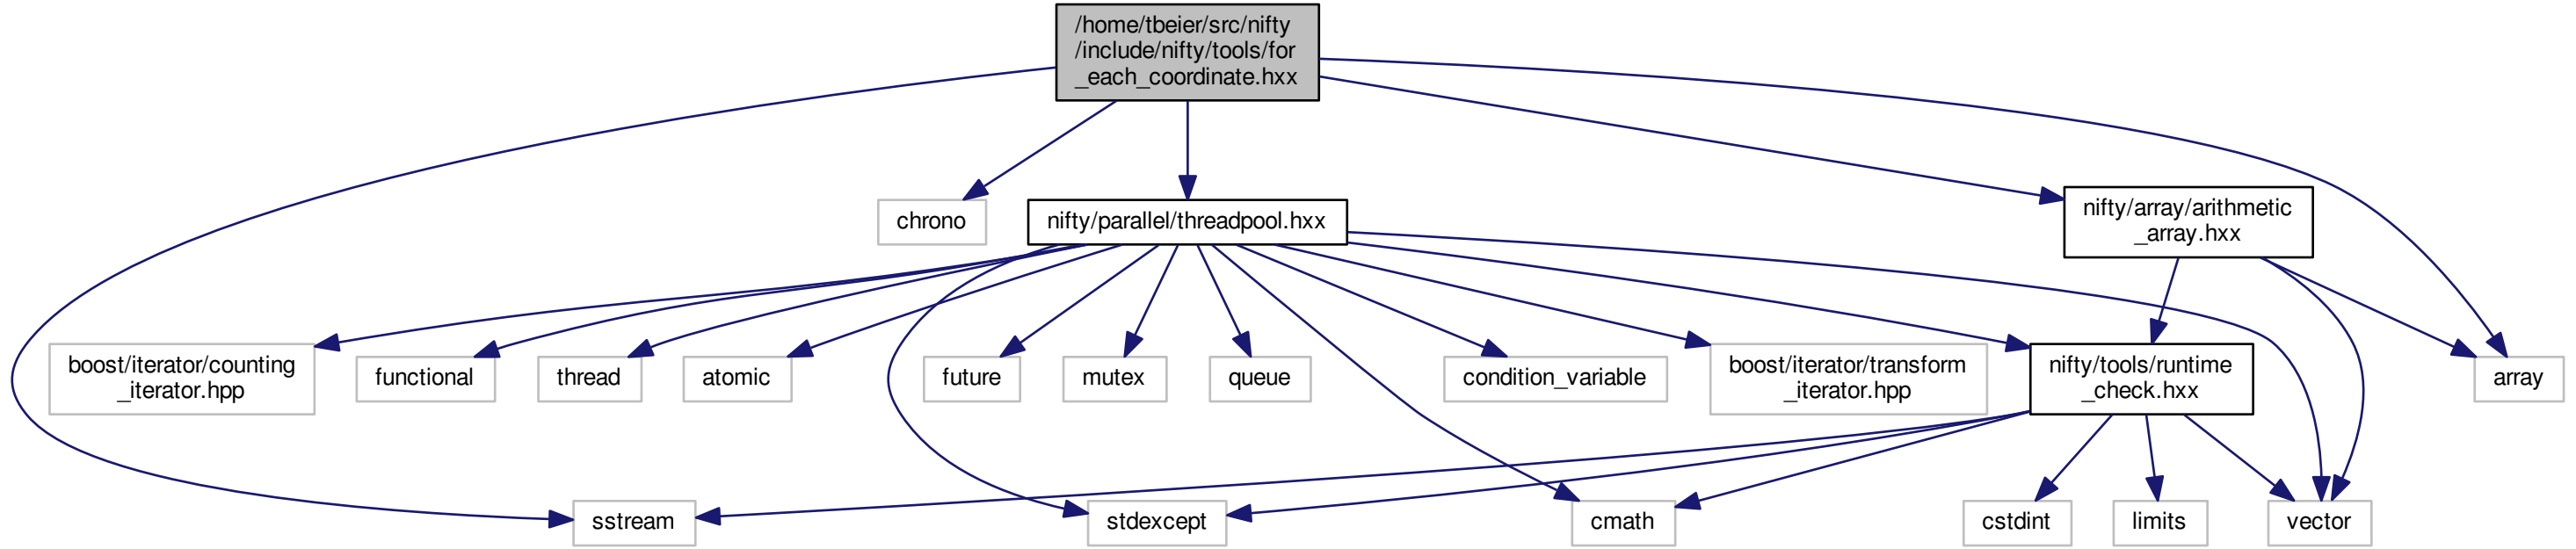 /home/tbeier/src/nifty
/include/nifty/tools/for
_each_coordinate.hxx
chrono
nifty/parallel/threadpool.hxx
nifty/array/arithmetic
_array.hxx
boost/iterator/counting
_iterator.hpp
functional
thread
atomic
future
mutex
queue
condition_variable
boost/iterator/transform
_iterator.hpp
nifty/tools/runtime
_check.hxx
array
sstream
stdexcept
cmath
cstdint
limits
vector